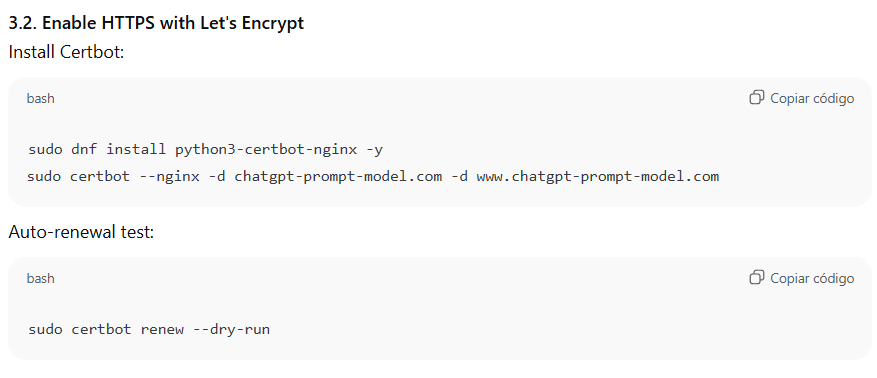 3.2. Enable HTTPS with Let's Encrypt
Install Certbot:
bash
Copiar código
sudo dnf install python3-certbot-nginx -y
sudo certbot --nginx -d chatgpt-prompt-model.com -d www.chatgpt-prompt-model.com
Auto-renewal test:
bash
Copiar código
sudo certbot renew --dry-run